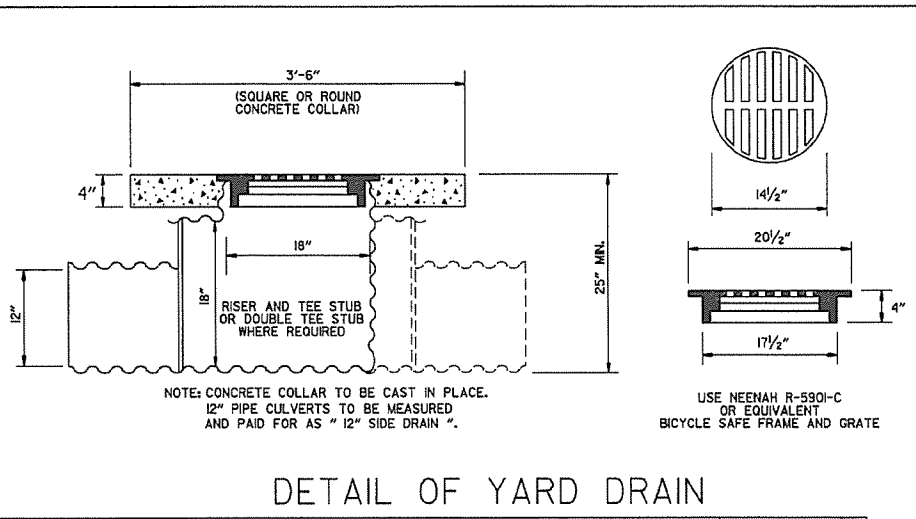 3'-6"
(SQUARE OR ROUND
CONCRETE COLLAR)
4"
18"
12"
18"
RISER AND TEE STUB
OR DOUBLE TEE STUB
WHERE REQUIRED
25" MIN.
NOTE: CONCRETE COLLAR TO BE CAST IN PLACE.
12" PIPE CULVERTS TO BE MEASURED
AND PAID FOR AS " 12" SIDE DRAIN ".
14½"
20½"
4"
17½"
USE NEENAH R-5901-C
OR EQUIVALENT
BICYCLE SAFE FRAME AND GRATE
DETAIL OF YARD DRAIN